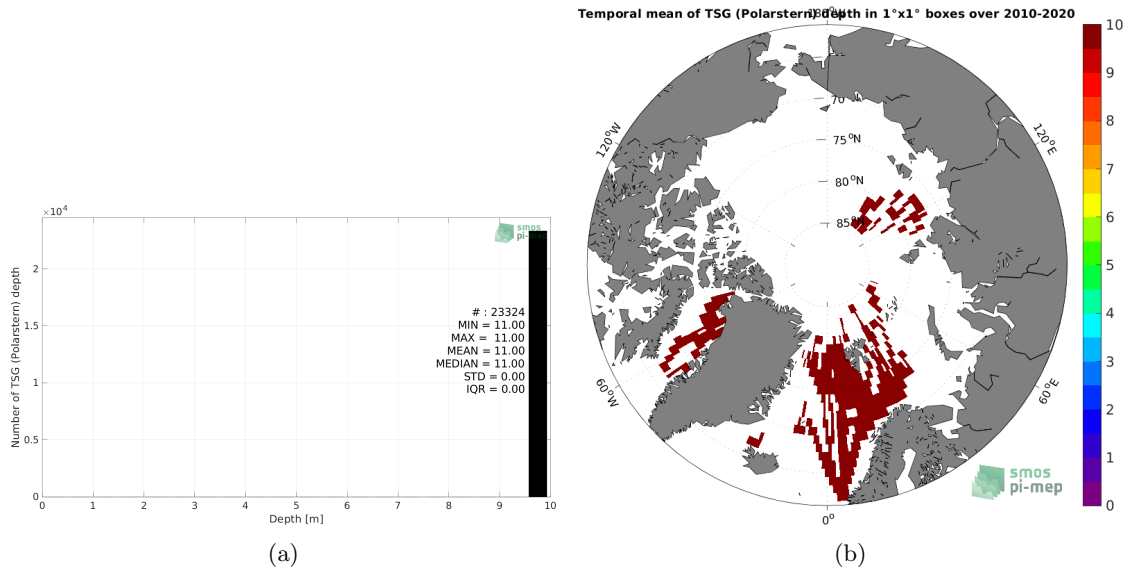 ×10⁴
smos
pi-mep
2
1.5
1
0.5
0
# : 23324
MIN = 11.00
MAX = 11.00
MEAN = 11.00
MEDIAN = 11.00
STD = 0.00
IQR = 0.00
Number of TSG (Polarstern) depth
0 1 2 3 4 5 6 7 8 9 10
Depth [m]
(a)
Temporal mean of TSG (Polarstern) depth in 1°x1° boxes over 2010-2020
180°W
120°W
120°E
70
75°N
80°N
85°N
60°W
60°E
0°
10
9
8
7
6
5
4
3
2
1
0
smos
pi-mep
(b)